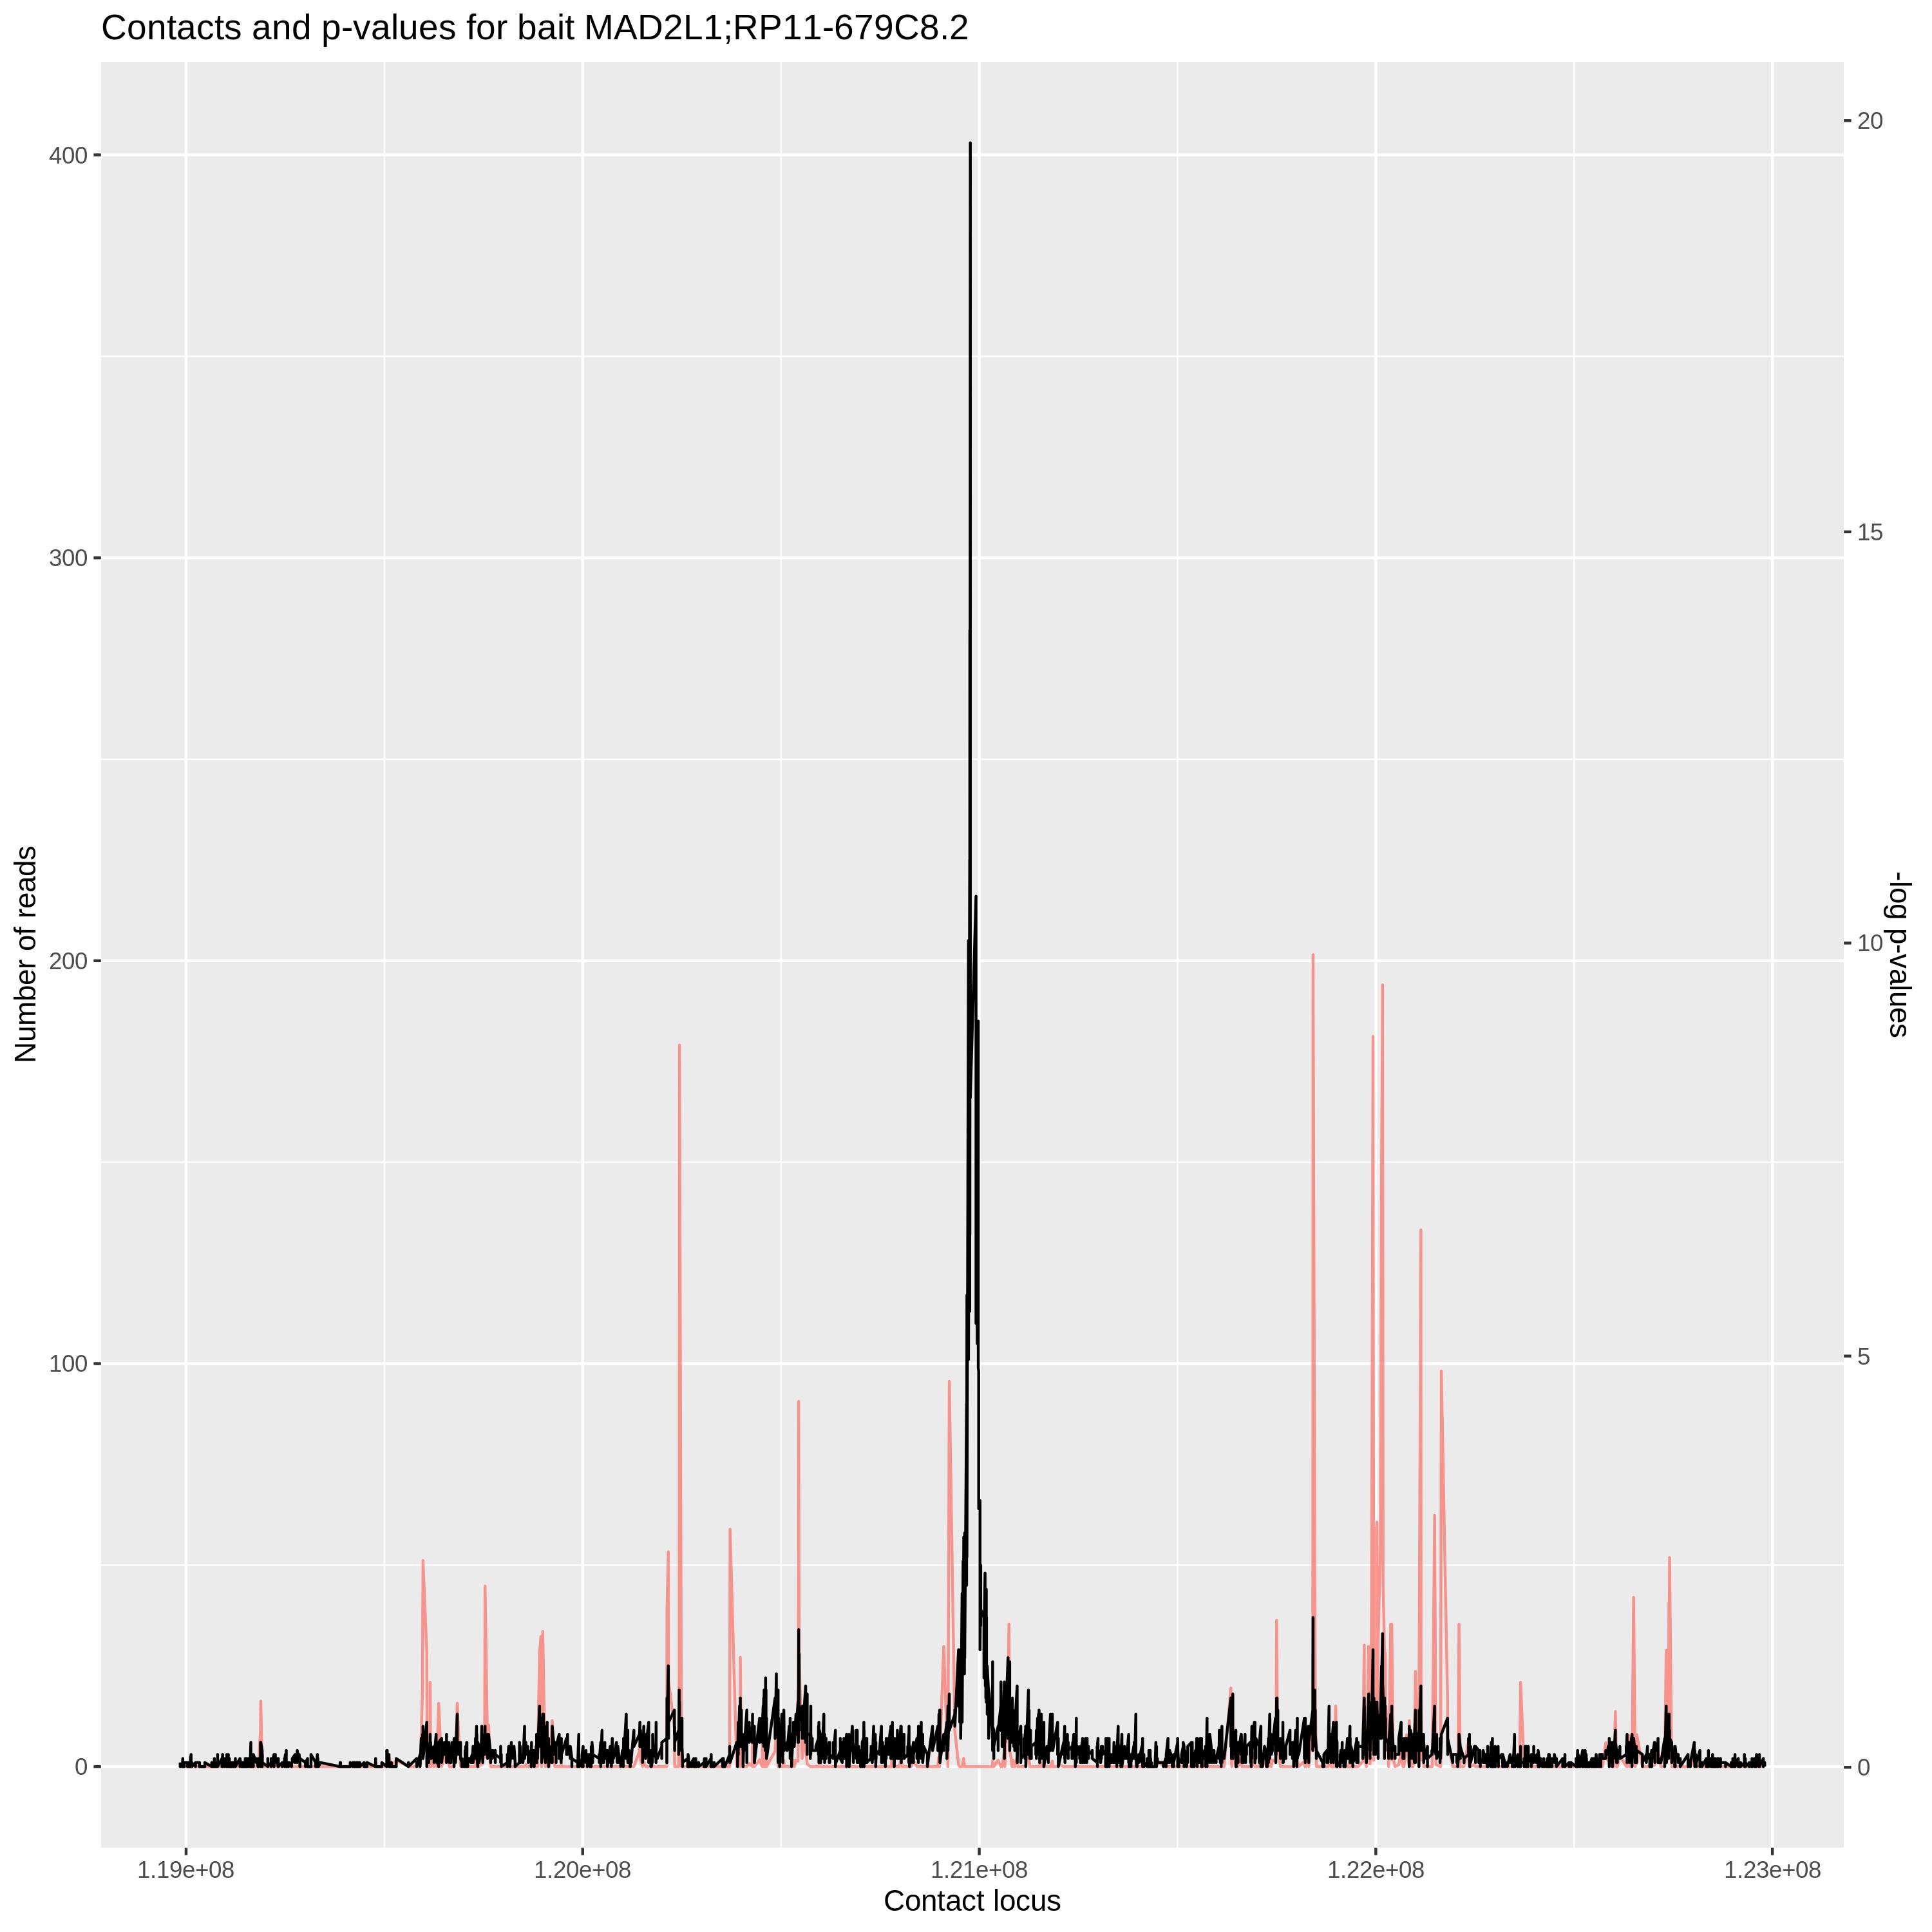 Contacts and p-values for bait MAD2L1;RP11-679C8.2
400
300
200
100
0
Number of reads
20
15
10
5
0
-log p-values
1.19e+08
1.20e+08
1.21e+08
1.22e+08
1.23e+08
Contact locus